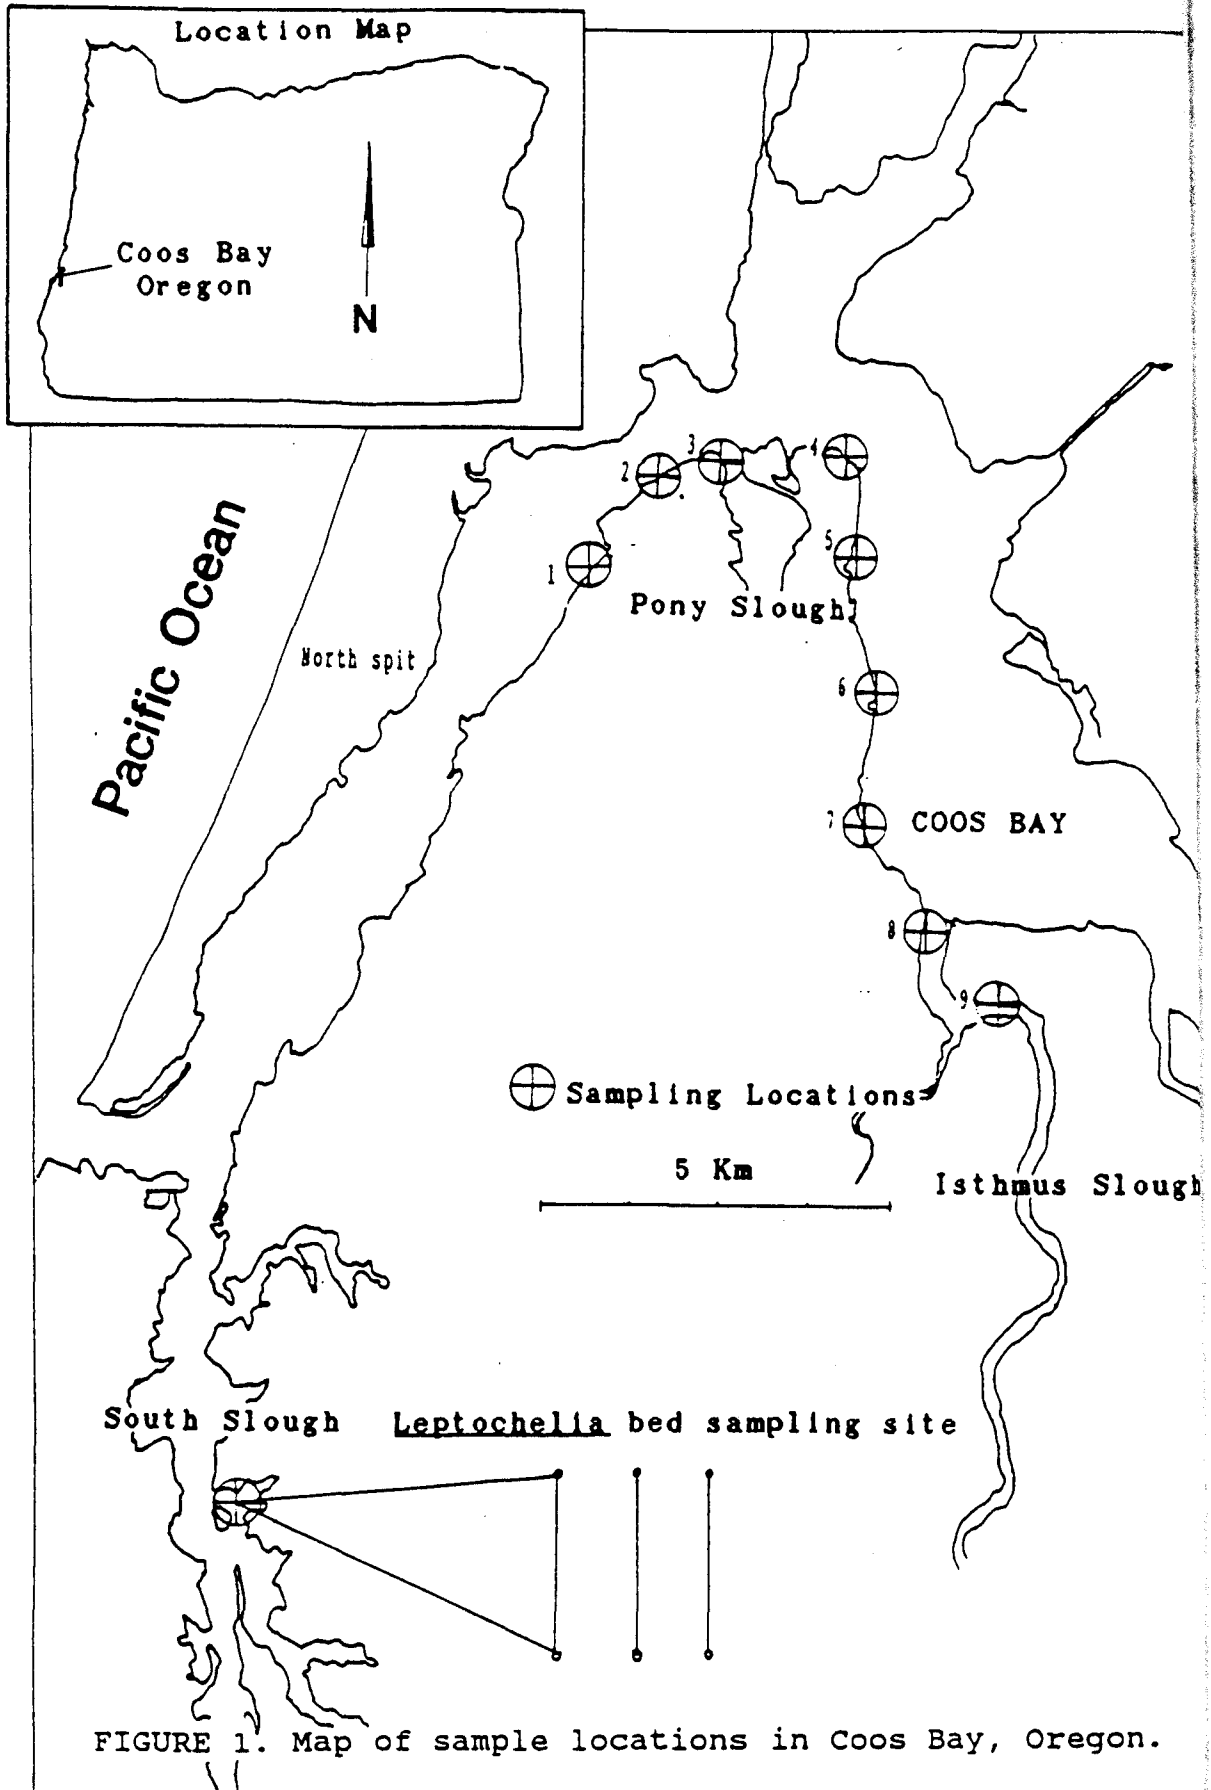 Location Map
Coos Bay
Oregon
N
Pacific Ocean
North spit
1
2
3
4
5
6
7
8
9
Pony Slough
COOS BAY
Sampling Locations
5 Km
Isthmus Slough
South Slough
Leptochelia bed sampling site
FIGURE 1. Map of sample locations in Coos Bay, Oregon.